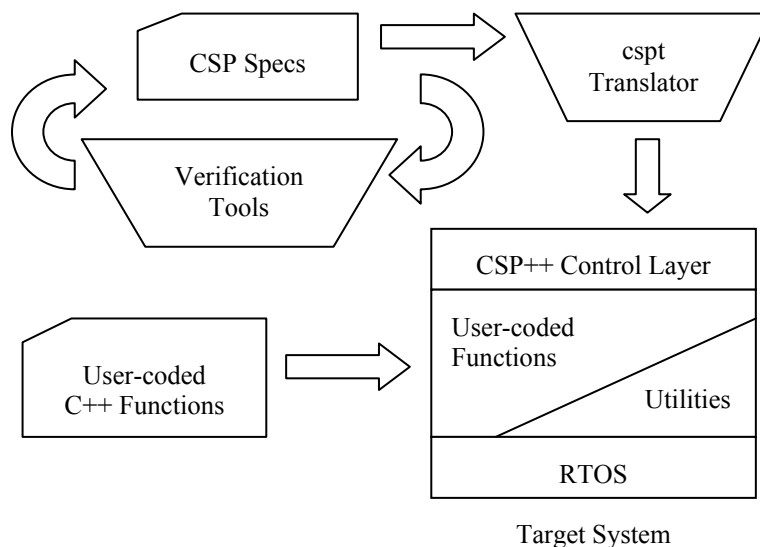 CSP Specs
cspt
Translator
Verification
Tools
CSP++ Control Layer
User-coded
Functions
Utilities
User-coded
C++ Functions
RTOS
Target System